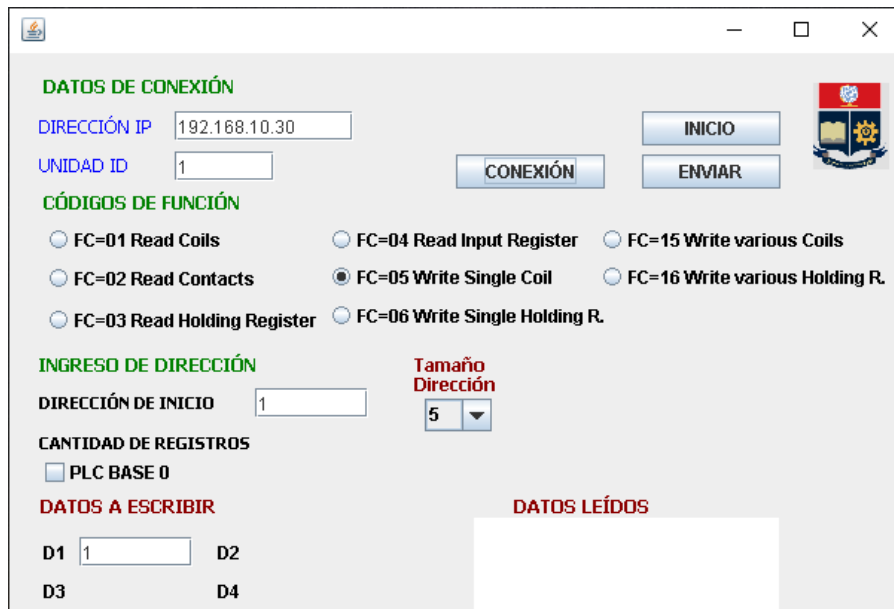 DATOS DE CONEXIÓN
DIRECCIÓN IP 192.168.10.30 INICIO
UNIDAD ID 1 CONEXIÓN ENVIAR
CÓDIGOS DE FUNCIÓN
FC=01 Read Coils FC=04 Read Input Register FC=15 Write various Coils
FC=02 Read Contacts FC=05 Write Single Coil FC=16 Write various Holding R.
FC=03 Read Holding Register FC=06 Write Single Holding R.
INGRESO DE DIRECCIÓN Tamaño
Dirección
DIRECCIÓN DE INICIO 1 5
CANTIDAD DE REGISTROS
PLC BASE 0
DATOS A ESCRIBIR DATOS LEÍDOS
D1 1 D2
D3 D4